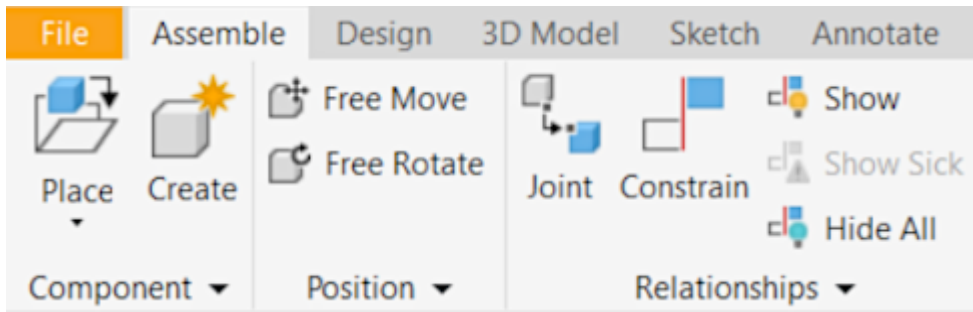 File Assemble Design 3D Model Sketch Annotate
Place
Create
Component
Free Move
Free Rotate
Position
Joint
Constrain
Show
Show Sick
Hide All
Relationships